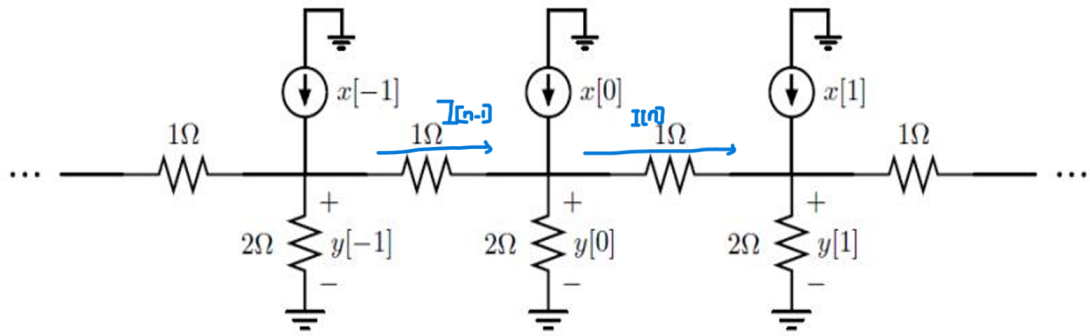 x[−1] x[0] x[1]
I[n-1] I[n]
1Ω 1Ω 1Ω 1Ω
... ...
+ + +
2Ω y[−1] 2Ω y[0] 2Ω y[1]
− − −